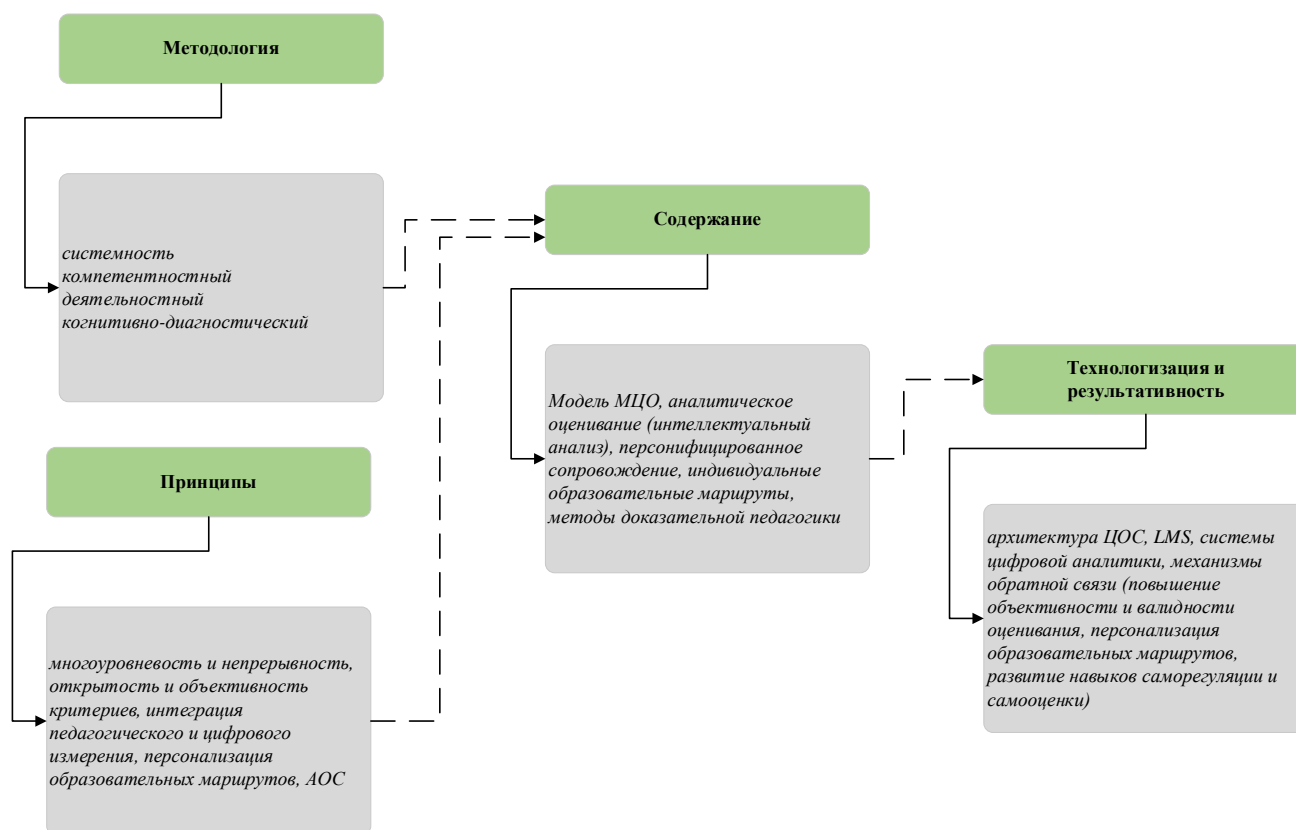 Методология
системность
компетентностный
деятельностный
когнитивно-диагностический
Принципы
многоуровневость и непрерывность,
открытость и объективность
критериев, интеграция
педагогического и цифрового
измерения, персонализация
образовательных маршрутов, АОС
Содержание
Модель МЦО, аналитическое
оценивание (интеллектуальный
анализ), персонифицированное
сопровождение, индивидуальные
образовательные маршруты,
методы доказательной педагогики
Технологизация и
результативность
архитектура ЦОС, LMS, системы
цифровой аналитики, механизмы
обратной связи (повышение
объективности и валидности
оценивания, персонализация
образовательных маршрутов,
развитие навыков саморегуляции и
самооценки)